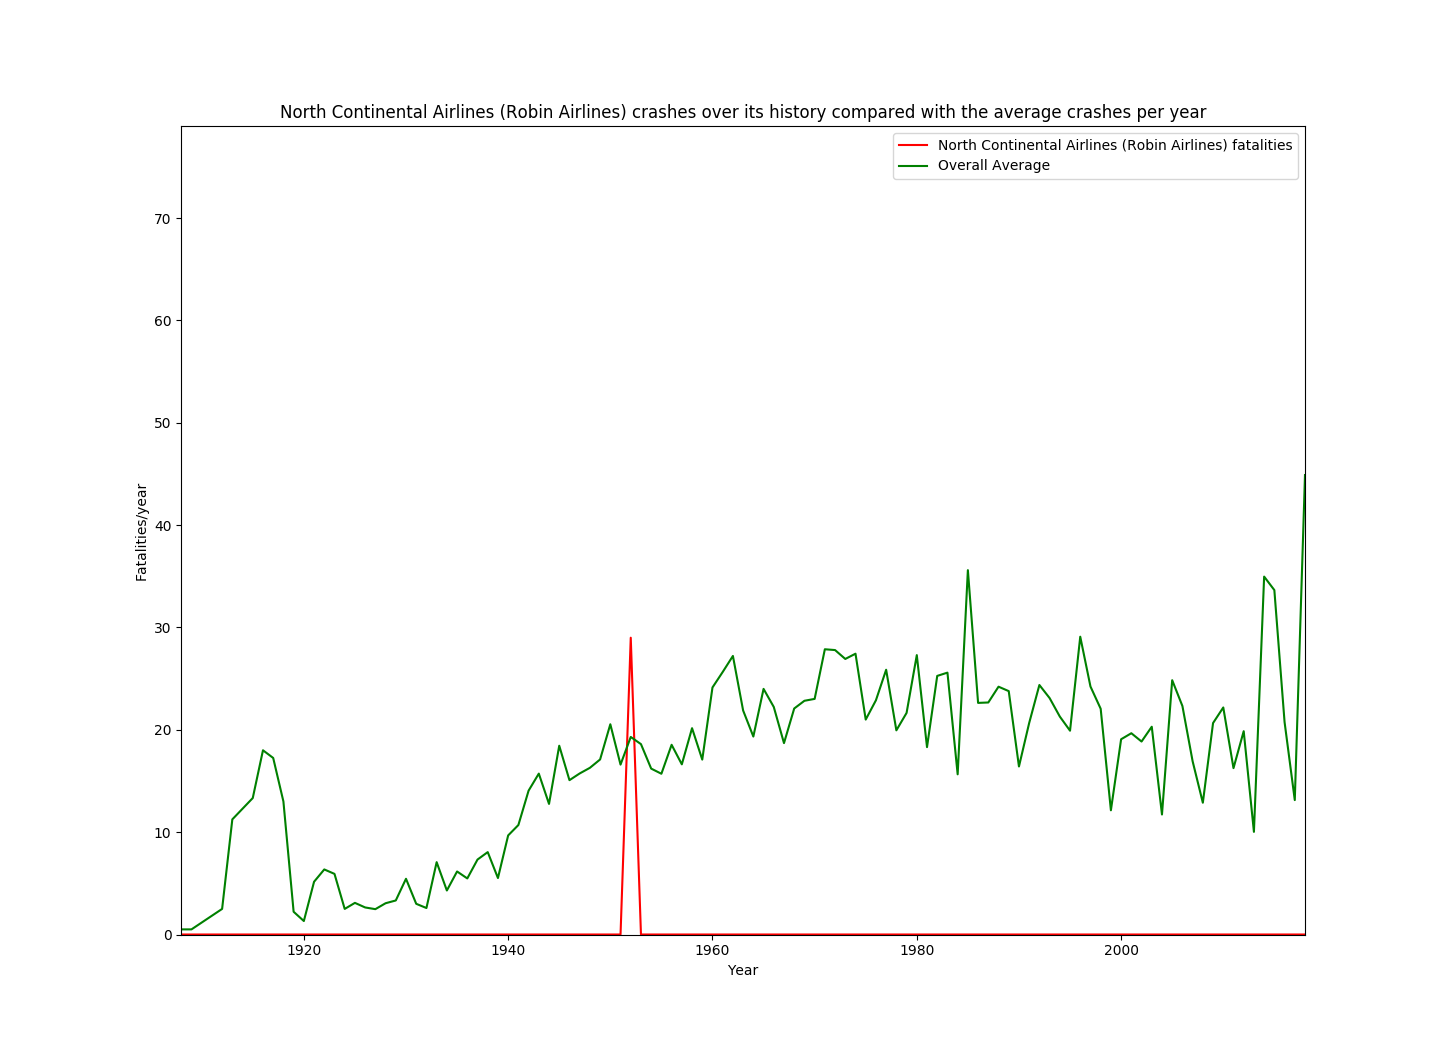 North Continental Airlines (Robin Airlines) crashes over its history compared with the average crashes per year
North Continental Airlines (Robin Airlines) fatalities
Overall Average
70
60
50
40
30
20
10
0
Fatalities/year
1920 1940 1960 1980 2000
Year